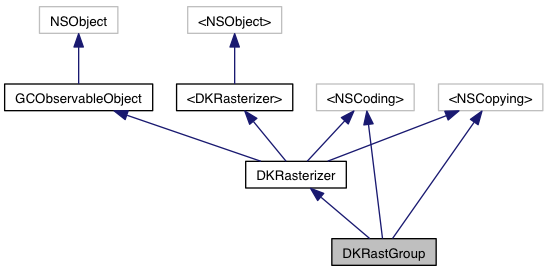 NSObject
<NSObject>
GCObservableObject
<DKRasterizer>
<NSCoding>
<NSCopying>
DKRasterizer
DKRastGroup